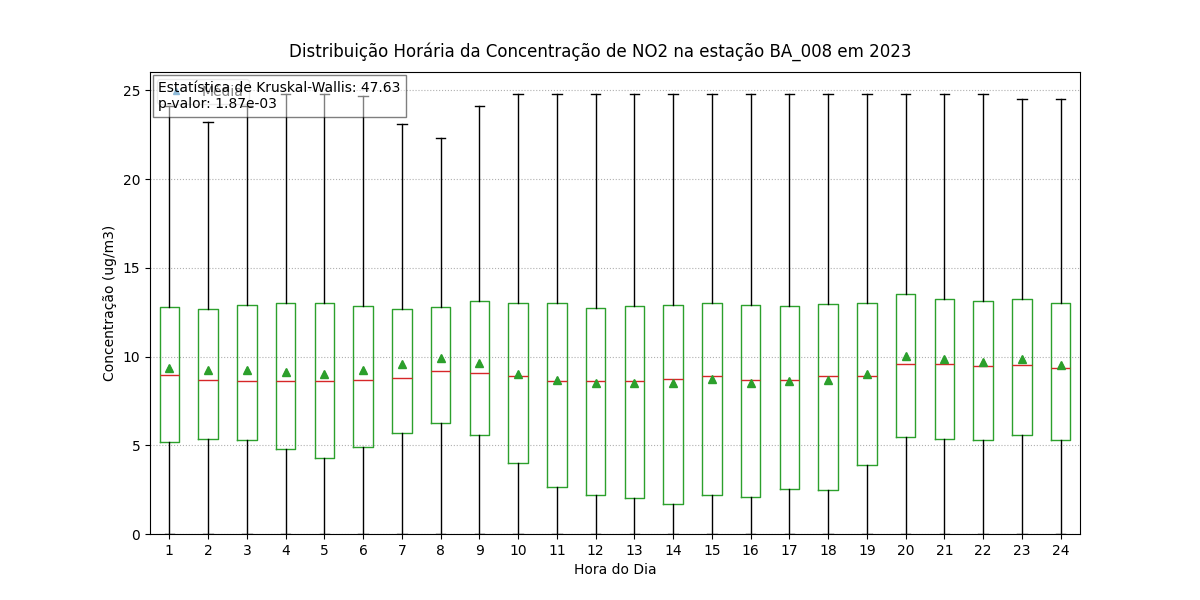 Distribuição Horária da Concentração de NO2 na estação BA_008 em 2023
Estatística de Kruskal-Wallis: 47.63
Média
p-valor: 1.87e-03
25
20
15
10
5
0
Concentração (ug/m3)
1 2 3 4 5 6 7 8 9 10 11 12 13 14 15 16 17 18 19 20 21 22 23 24
Hora do Dia